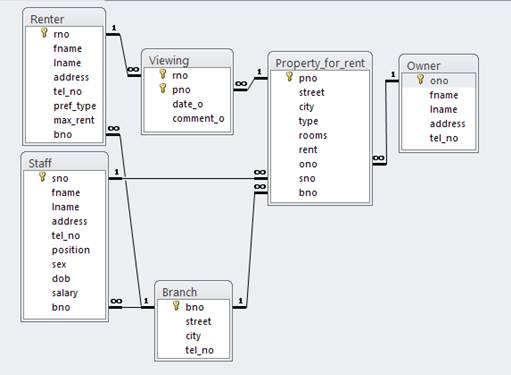 Renter
rno
fname
lname
address
tel_no
pref_type
max_rent
bno
1
∞
∞
Viewing
rno
pno
date_o
comment_o
∞
1
Property_for_rent
pno
street
city
type
rooms
rent
ono
sno
bno
1
∞
Owner
ono
fname
lname
address
tel_no
Staff
sno
fname
lname
address
tel_no
position
sex
dob
salary
bno
1
∞
∞
∞
1
1
Branch
bno
street
city
tel_no